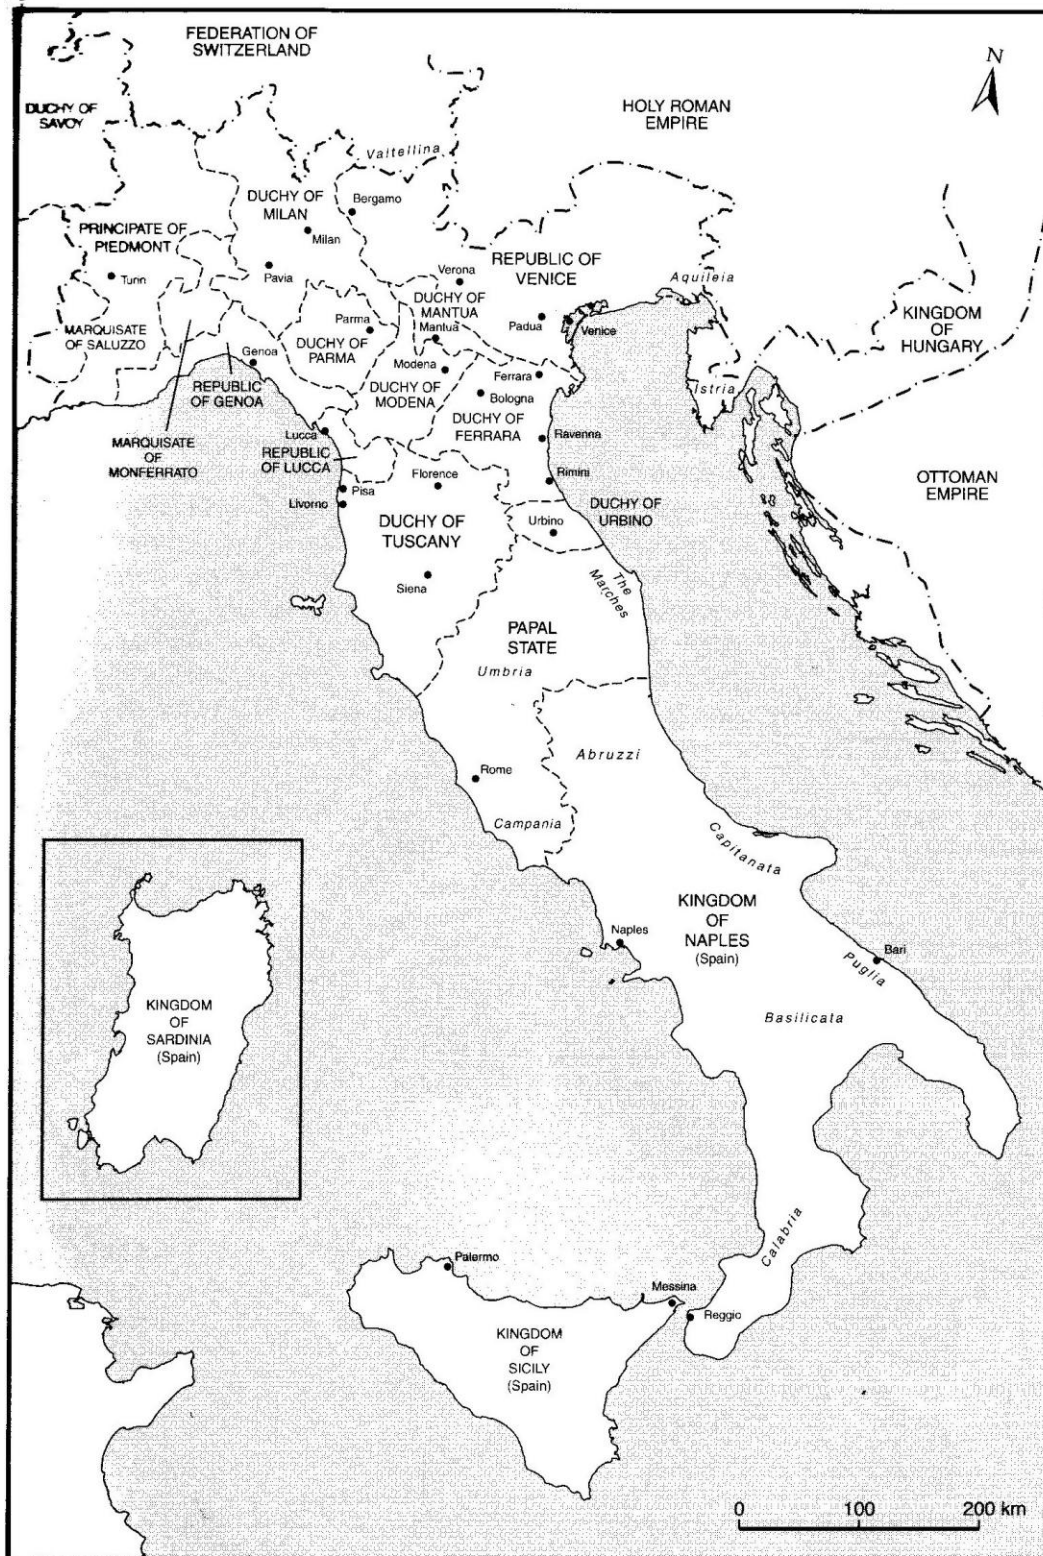 FEDERATION OF
SWITZERLAND
N
DUCHY OF
SAVOY
HOLY ROMAN
EMPIRE
Valtellina
DUCHY OF
MILAN
Bergamo
Milan
PRINCIPATE OF
PIEDMONT
Turin
Pavia
Verona
REPUBLIC OF
VENICE
Aquileia
DUCHY OF
MANTUA
Mantua
Padua
Venice
KINGDOM
OF
HUNGARY
MARQUISATE
OF SALUZZO
Parma
DUCHY OF
PARMA
Genoa
Modena
DUCHY OF
MODENA
Ferrara
Bologna
Istria
REPUBLIC
OF GENOA
DUCHY OF
FERRARA
Ravenna
MARQUISATE
OF
MONFERRATO
Lucca
REPUBLIC
OF LUCCA
Florence
Rimini
OTTOMAN
EMPIRE
Pisa
Livorno
DUCHY OF
TUSCANY
DUCHY OF
URBINO
Urbino
Siena
The
Marches
PAPAL
STATE
Umbria
Abruzzi
Rome
Campania
Capitanata
KINGDOM
OF
NAPLES
(Spain)
Naples
Bari
Puglia
Basilicata
KINGDOM
OF
SARDINIA
(Spain)
Calabria
Palermo
Messina
Reggio
KINGDOM
OF
SICILY
(Spain)
0 100 200 km